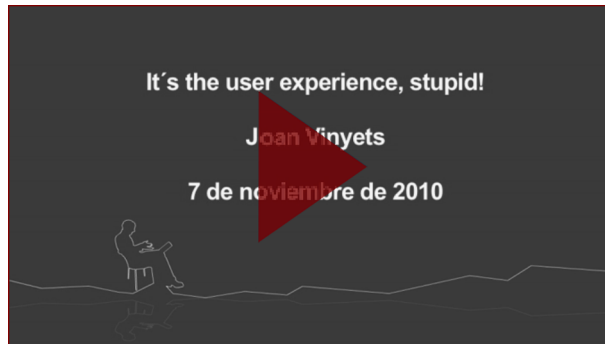 It´s the user experience, stupid!
Joan Vinyets
7 de noviembre de 2010